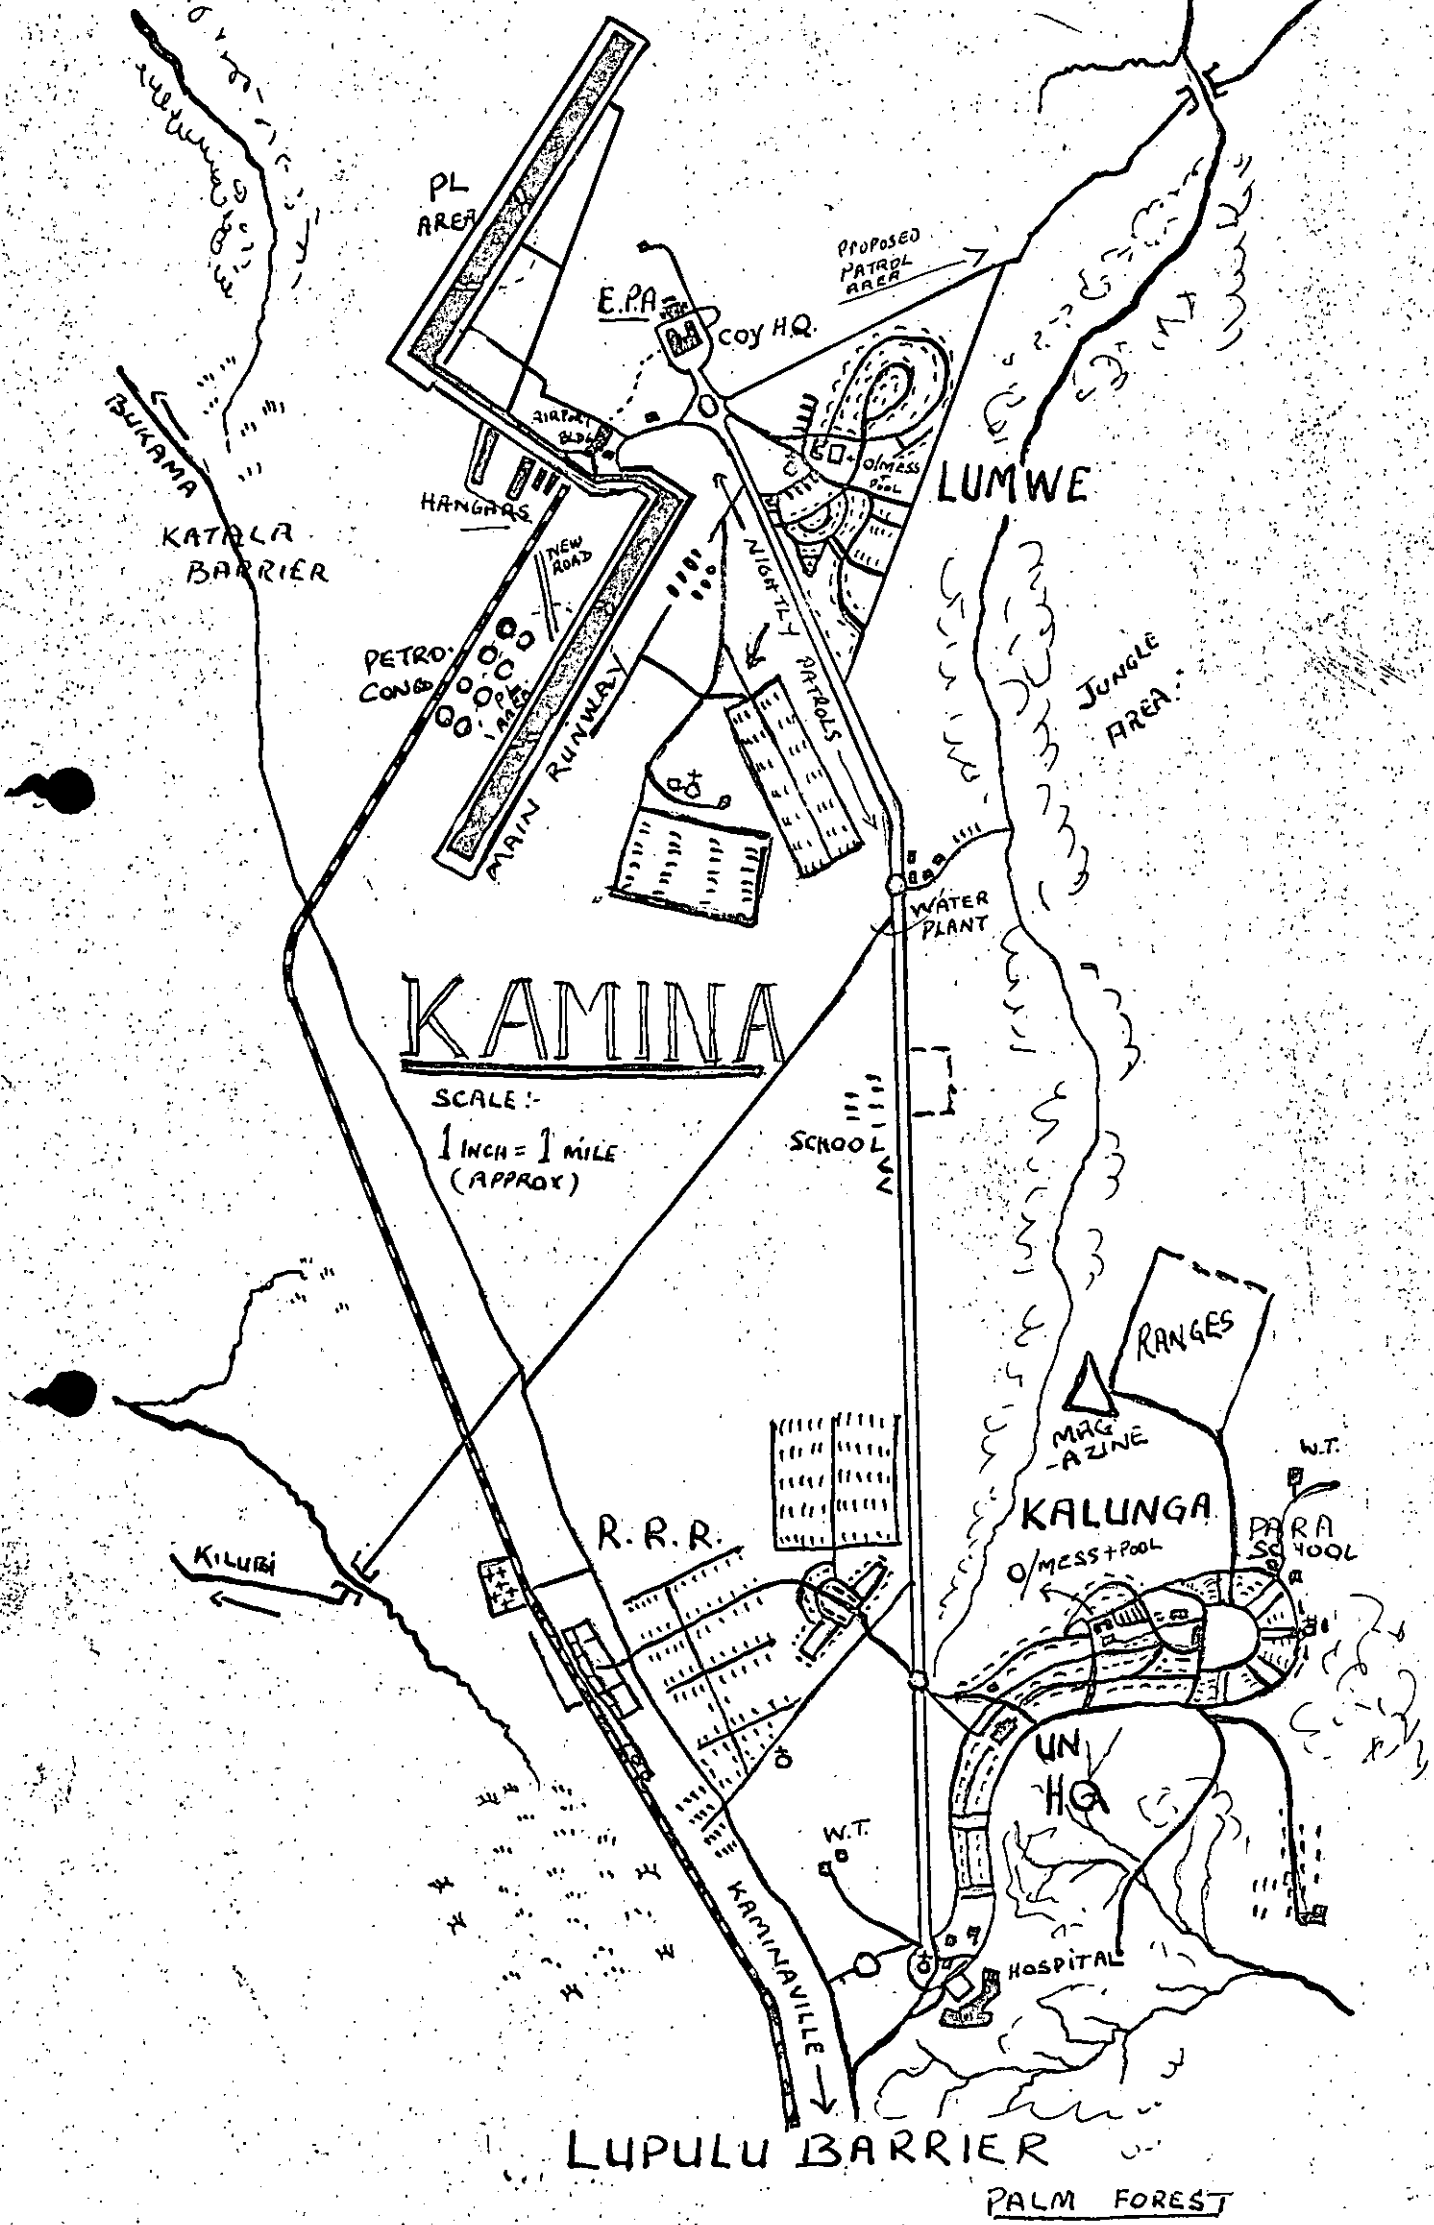 PL
AREA
PROPOSED
PATROL
AREA
E.P.A
COY H.Q.
BUKAMA
AIRPORT
BLDG
O/MESS
+
POOL
LUMWE
HANGARS
KATALA
BARRIER
NEW
ROAD
NIGHTLY PATROLS
PETRO.
CONGO
PL.
AREA
JUNGLE
AREA.
MAIN RUNWAY
WATER
PLANT
KAMINA
SCALE:-
1 INCH = 1 MILE
(APPROX)
SCHOOL
RANGES
MAG
-AZINE
W.T.
KALUNGA
PARA
SCHOOL
R.R.R.
O/MESS+POOL
KILUBI
UN
HQ
W.T.
KAMINAVILLE
HOSPITAL
LUPULU BARRIER
PALM FOREST